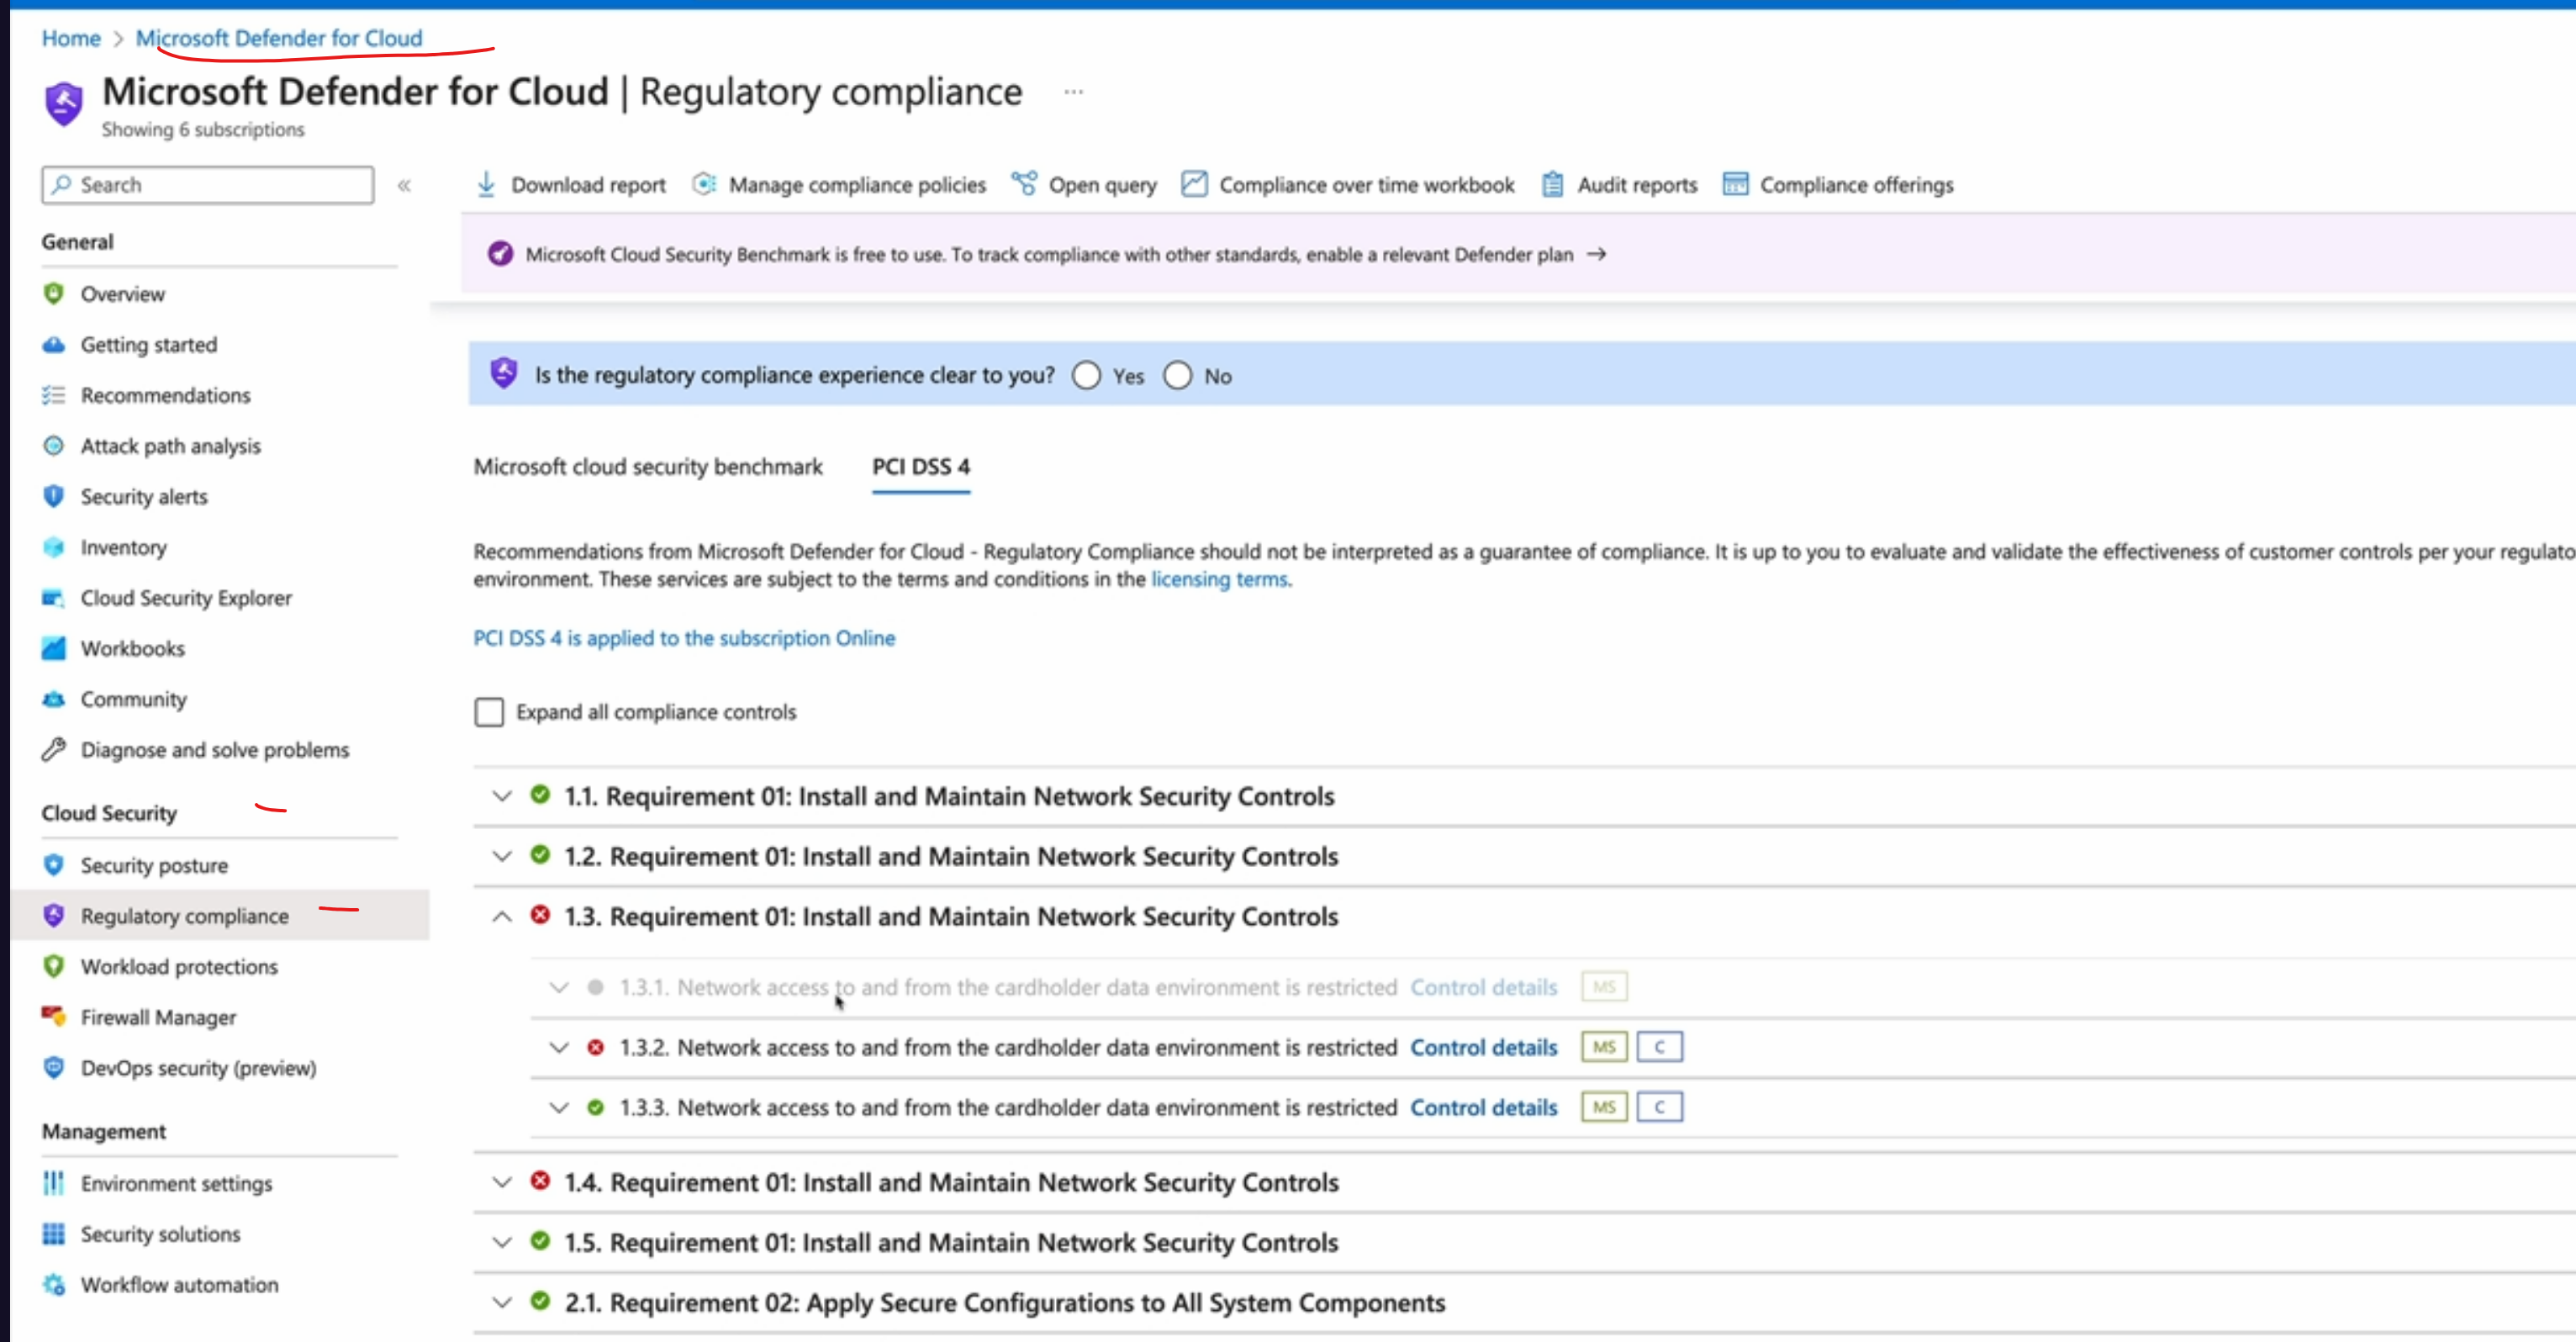 Home > Microsoft Defender for Cloud
Microsoft Defender for Cloud | Regulatory compliance ...
Showing 6 subscriptions
Search «
General
Overview
Getting started
Recommendations
Attack path analysis
Security alerts
Inventory
Cloud Security Explorer
Workbooks
Community
Diagnose and solve problems
Cloud Security
Security posture
Regulatory compliance
Workload protections
Firewall Manager
DevOps security (preview)
Management
Environment settings
Security solutions
Workflow automation
Download report Manage compliance policies Open query Compliance over time workbook Audit reports Compliance offerings
Microsoft Cloud Security Benchmark is free to use. To track compliance with other standards, enable a relevant Defender plan →
Is the regulatory compliance experience clear to you? Yes No
Microsoft cloud security benchmark PCI DSS 4
Recommendations from Microsoft Defender for Cloud - Regulatory Compliance should not be interpreted as a guarantee of compliance. It is up to you to evaluate and validate the effectiveness of customer controls per your regulato
environment. These services are subject to the terms and conditions in the licensing terms.
PCI DSS 4 is applied to the subscription Online
Expand all compliance controls
1.1. Requirement 01: Install and Maintain Network Security Controls
1.2. Requirement 01: Install and Maintain Network Security Controls
1.3. Requirement 01: Install and Maintain Network Security Controls
1.3.1. Network access to and from the cardholder data environment is restricted Control details MS
1.3.2. Network access to and from the cardholder data environment is restricted Control details MS C
1.3.3. Network access to and from the cardholder data environment is restricted Control details MS C
1.4. Requirement 01: Install and Maintain Network Security Controls
1.5. Requirement 01: Install and Maintain Network Security Controls
2.1. Requirement 02: Apply Secure Configurations to All System Components